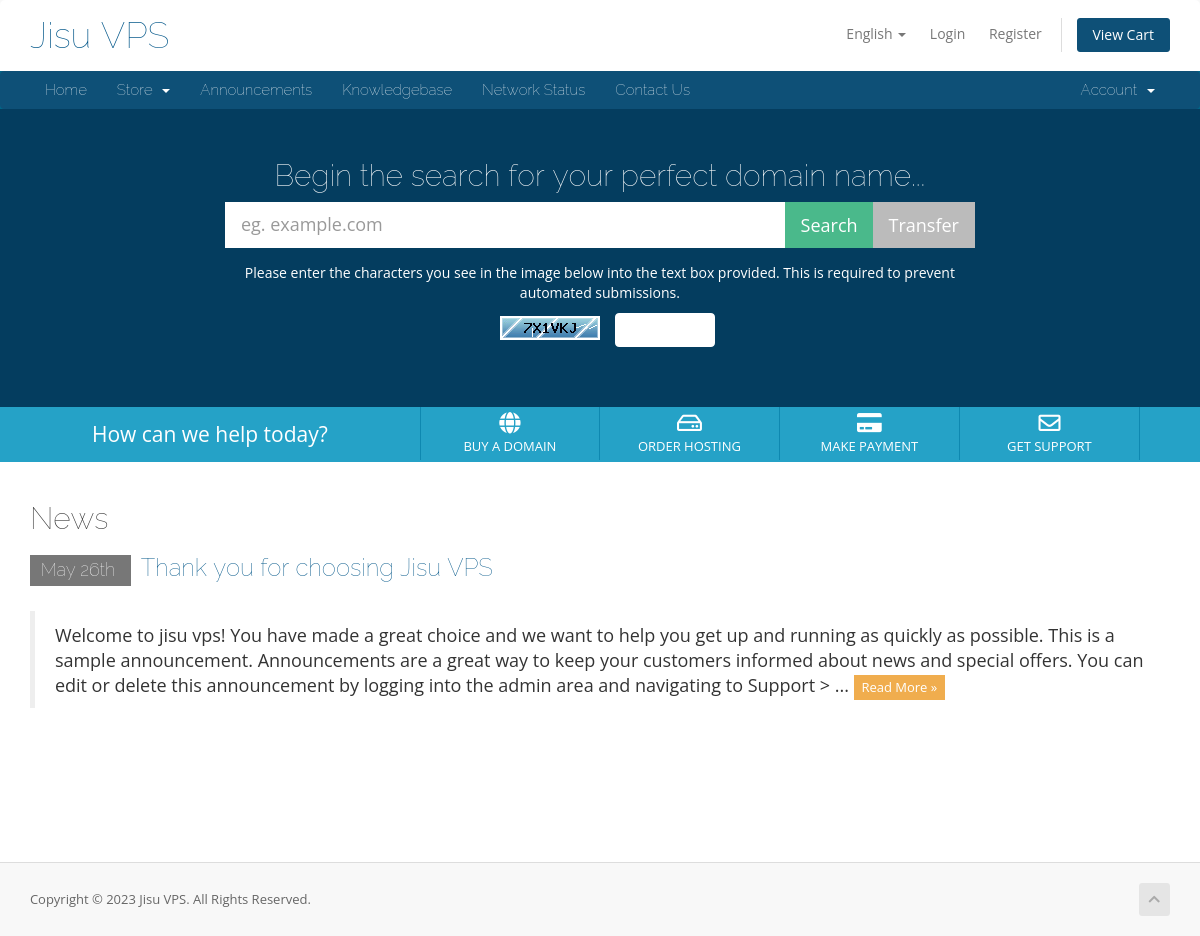 Jisu VPS
English
Login
Register
View Cart
Home
Store
Announcements
Knowledgebase
Network Status
Contact Us
Account
Begin the search for your perfect domain name...
eg. example.com
Search
Transfer
Please enter the characters you see in the image below into the text box provided. This is required to prevent
automated submissions.
7X1VKJ
How can we help today?
BUY A DOMAIN
ORDER HOSTING
MAKE PAYMENT
GET SUPPORT
News
May 26th
Thank you for choosing Jisu VPS
Welcome to jisu vps! You have made a great choice and we want to help you get up and running as quickly as possible. This is a
sample announcement. Announcements are a great way to keep your customers informed about news and special offers. You can
edit or delete this announcement by logging into the admin area and navigating to Support > ... Read More »
Copyright © 2023 Jisu VPS. All Rights Reserved.